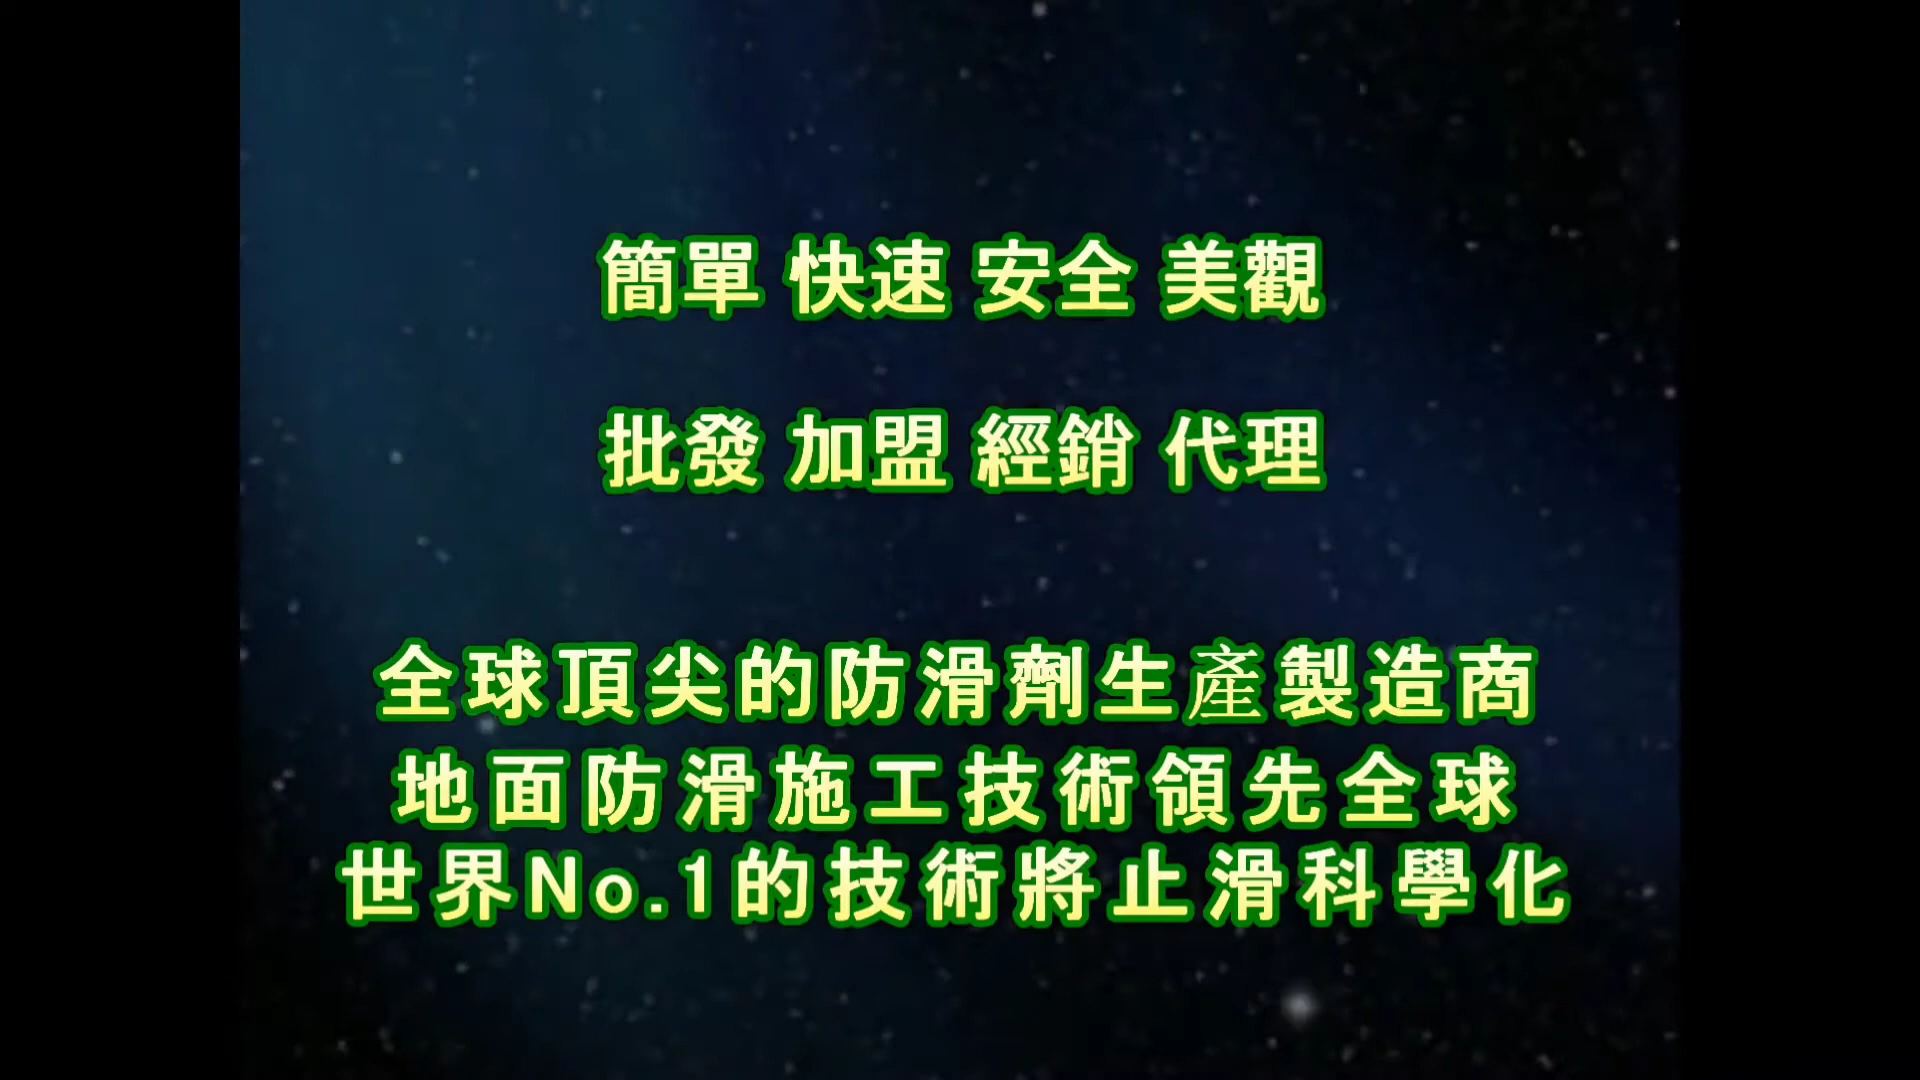 簡單 快速 安全 美觀
批發 加盟 經銷 代理
全球頂尖的防滑劑生產製造商
地面防滑施工技術領先全球
世界No.1的技術將止滑科學化